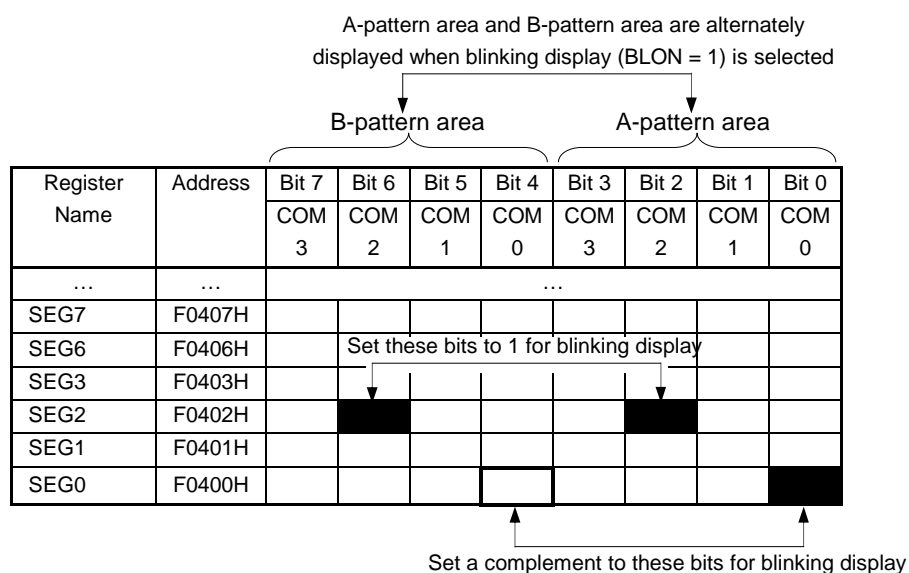 A-pattern area and B-pattern area are alternately
displayed when blinking display (BLON = 1) is selected
B-pattern area A-pattern area
Register Address Bit 7 Bit 6 Bit 5 Bit 4 Bit 3 Bit 2 Bit 1 Bit 0
Name COM COM COM COM COM COM COM COM
3 2 1 0 3 2 1 0
… … …
SEG7 F0407H
SEG6 F0406H Set these bits to 1 for blinking display
SEG3 F0403H
SEG2 F0402H
SEG1 F0401H
SEG0 F0400H
Set a complement to these bits for blinking display